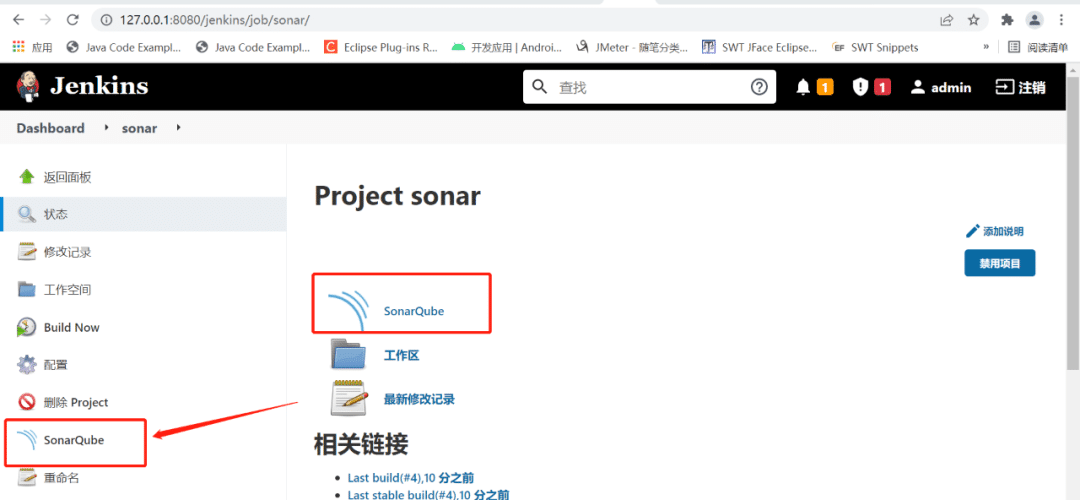 127.0.0.1:8080/jenkins/job/sonar/
应用 Java Code Exampl... Java Code Exampl... Eclipse Plug-ins R... 开发应用 | Androi... JMeter - 随笔分类... SWT JFace Eclipse... EF SWT Snippets » 阅读清单
Jenkins 查找 1 1 admin 注销
Dashboard sonar
返回面板
状态
修改记录
工作空间
Build Now
配置
删除 Project
SonarQube
重命名
Project sonar
添加说明
禁用项目
SonarQube
工作区
最新修改记录
相关链接
Last build(#4),10 分之前
Last stable build(#4),10 分之前